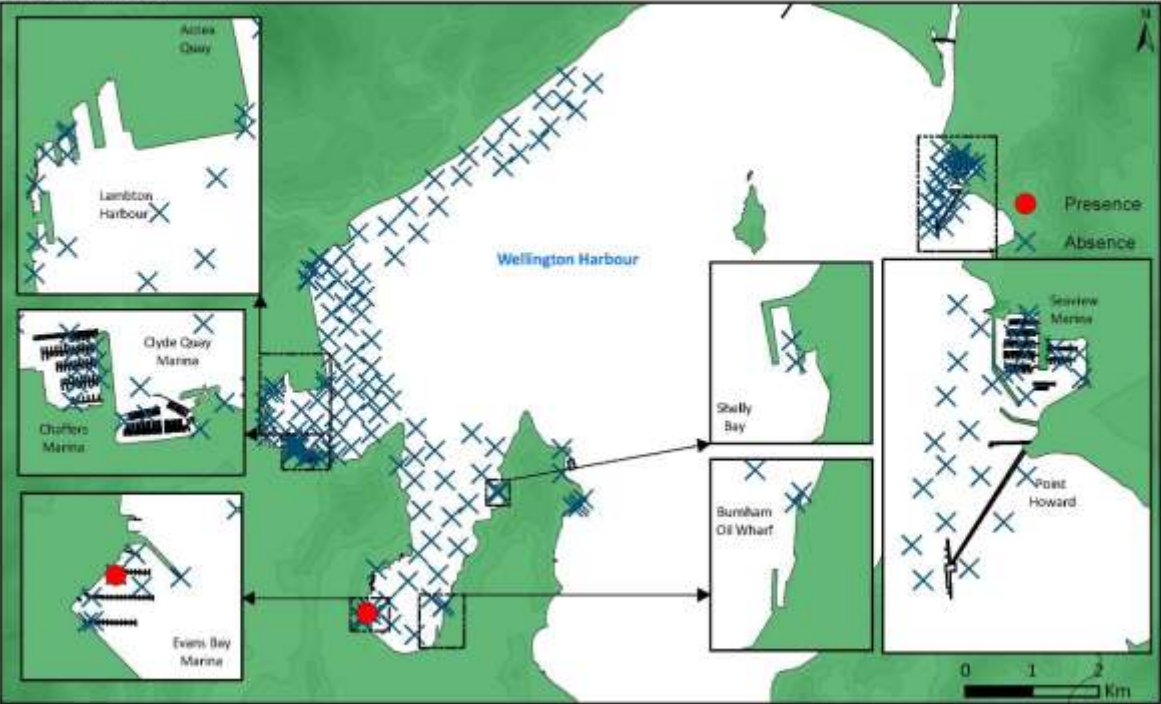 Aotea
Quay
Lambton
Harbour
Clyde Quay
Marina
Chaffers
Marina
Evans Bay
Marina
Wellington Harbour
Shelly
Bay
Burnham
Oil Wharf
N
Presence
Absence
Seaview
Marina
Point
Howard
0 1 2
Km